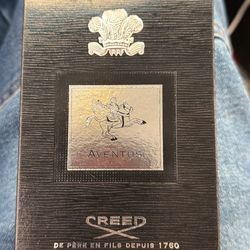 AVENTUS
CREED
DE PÈRE EN FILS DEPUIS 1760